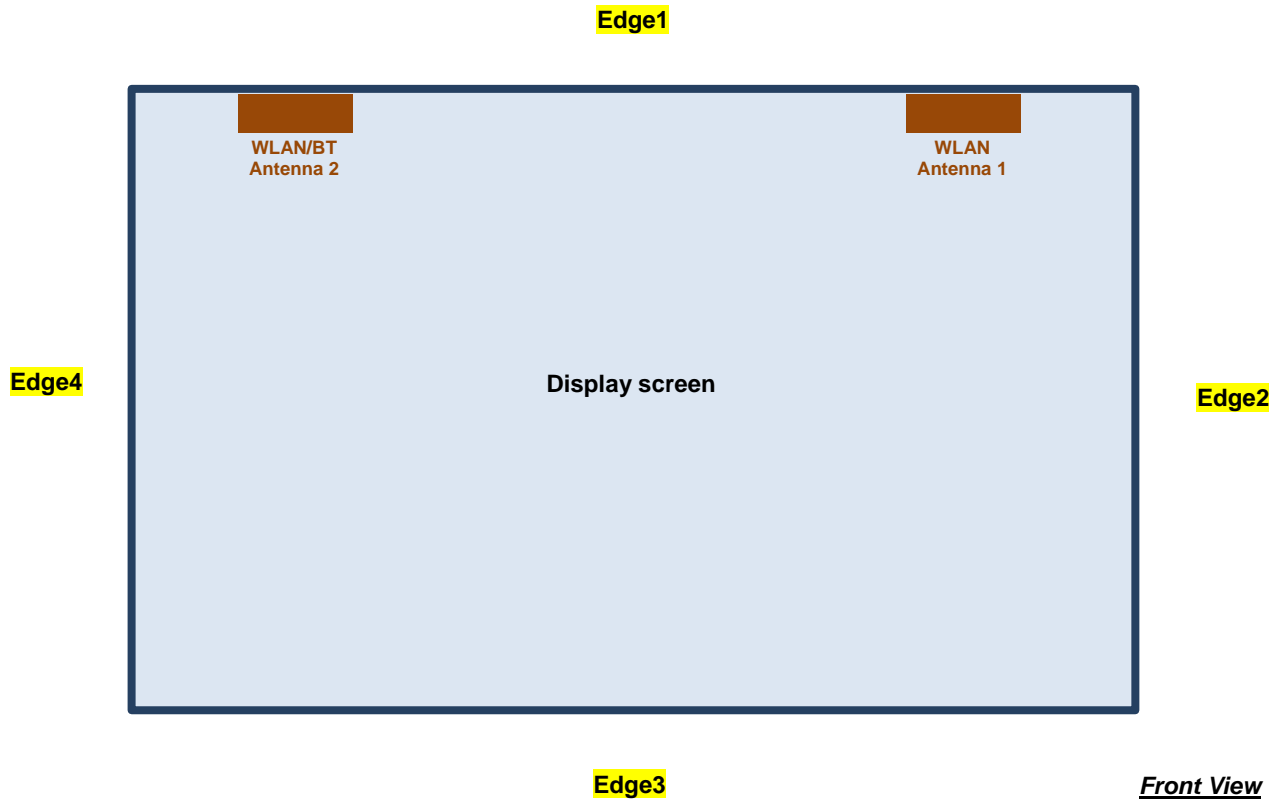 Edge1
WLAN/BT
Antenna 2
WLAN
Antenna 1
Edge4
Display screen
Edge2
Edge3
Front View